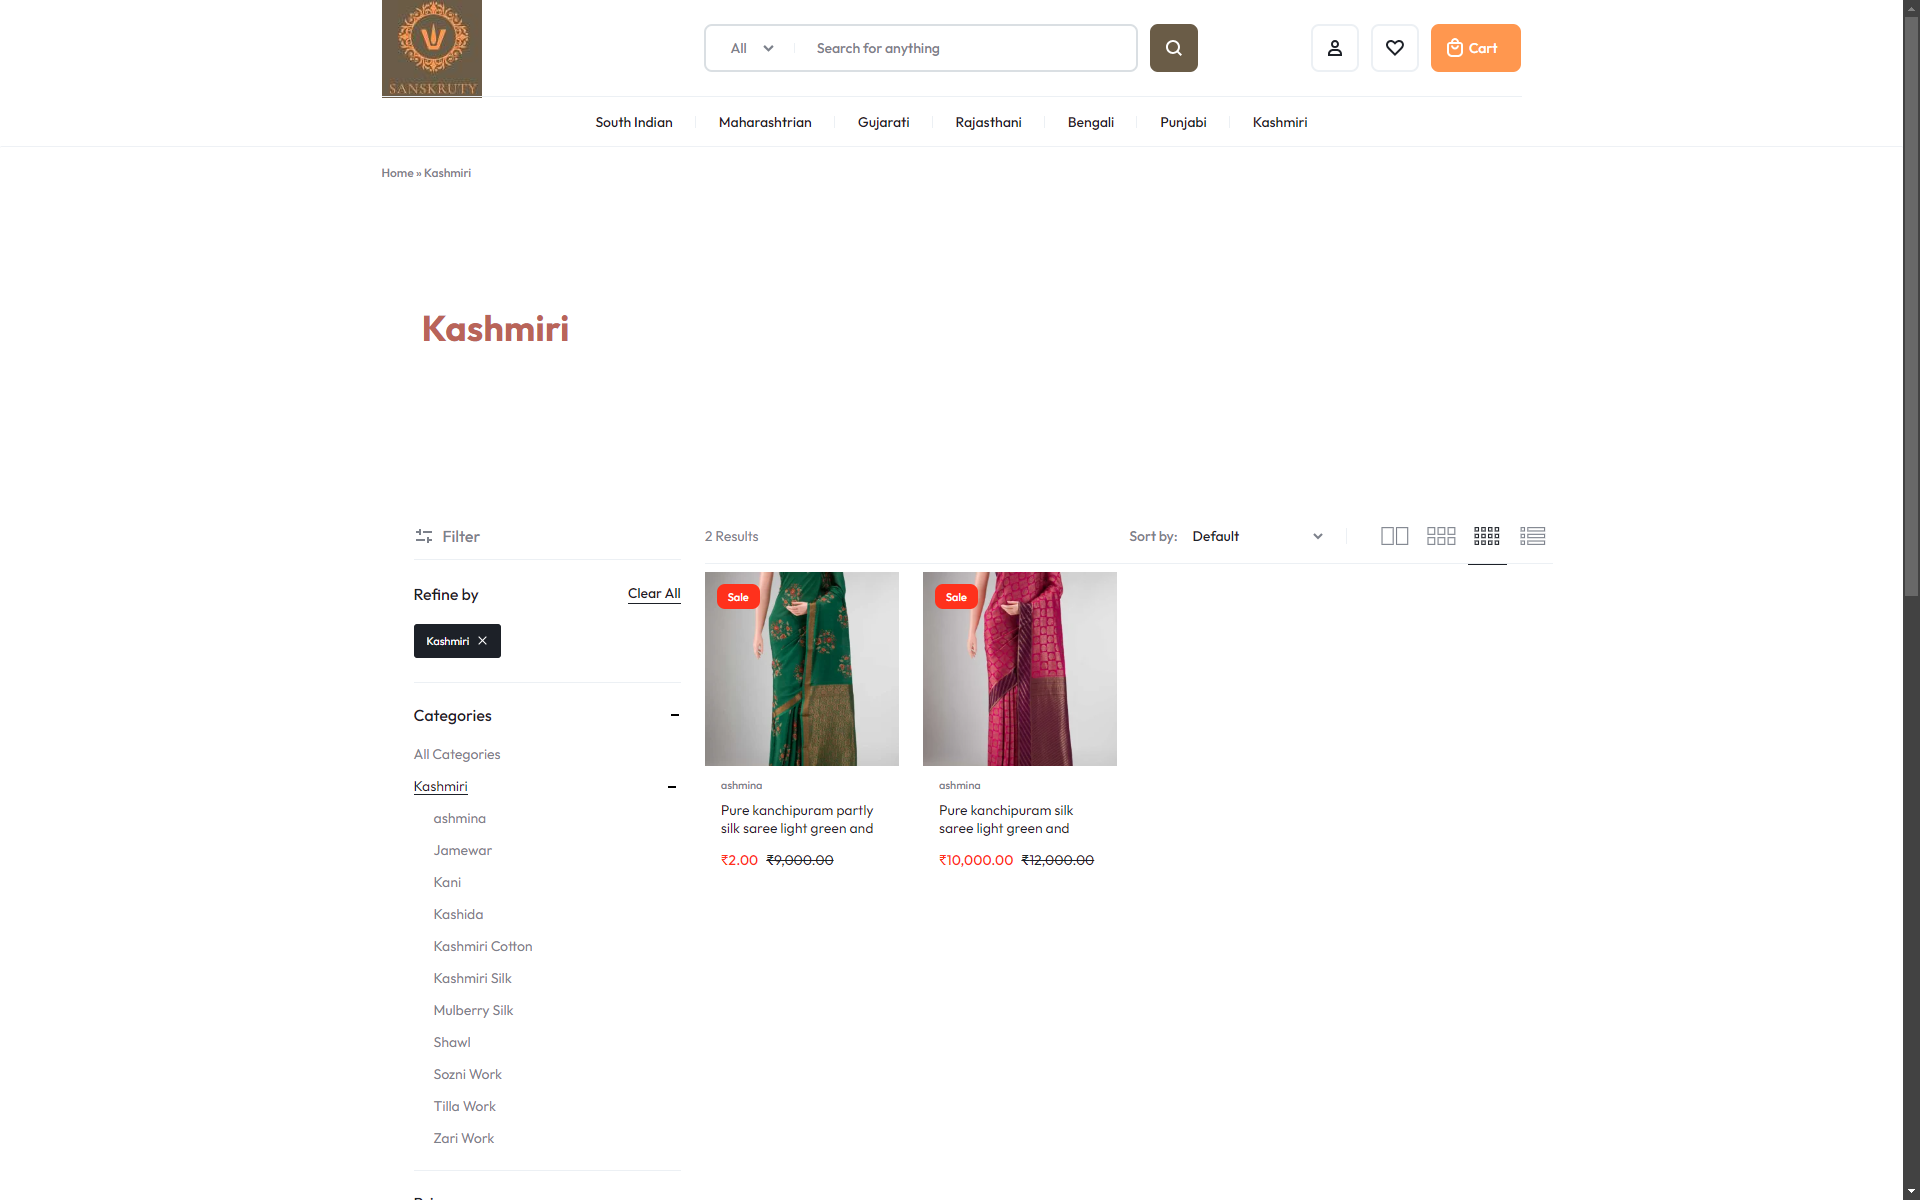 SANSKRUTY
All
Search for anything
Cart
South Indian
Maharashtrian
Gujarati
Rajasthani
Bengali
Punjabi
Kashmiri
Home » Kashmiri
Kashmiri
Filter
2 Results
Sort by: Default
Refine by
Clear All
Kashmiri
Categories
All Categories
Kashmiri
ashmina
Jamewar
Kani
Kashida
Kashmiri Cotton
Kashmiri Silk
Mulberry Silk
Shawl
Sozni Work
Tilla Work
Zari Work
Sale
ashmina
Pure kanchipuram partly
silk saree light green and
₹2.00 ₹9,000.00
Sale
ashmina
Pure kanchipuram silk
saree light green and
₹10,000.00 ₹12,000.00